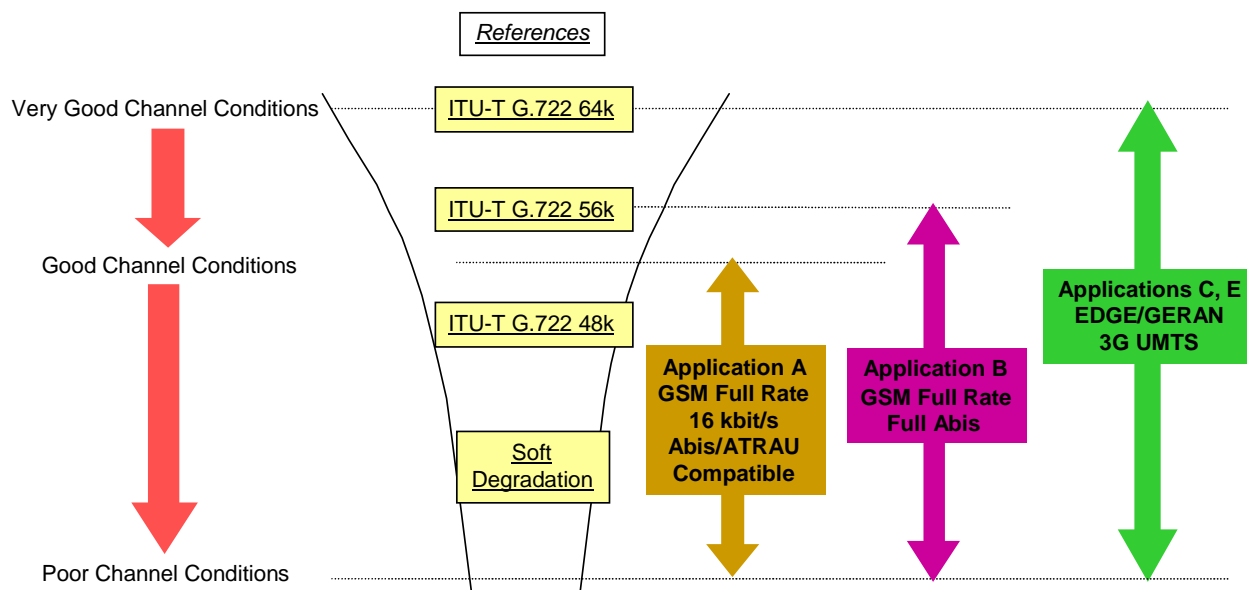 References
Very Good Channel Conditions
ITU-T G.722 64k
ITU-T G.722 56k
Good Channel Conditions
ITU-T G.722 48k
Soft
Degradation
Poor Channel Conditions
Application A
GSM Full Rate
16 kbit/s
Abis/ATRAU
Compatible
Application B
GSM Full Rate
Full Abis
Applications C, E
EDGE/GERAN
3G UMTS